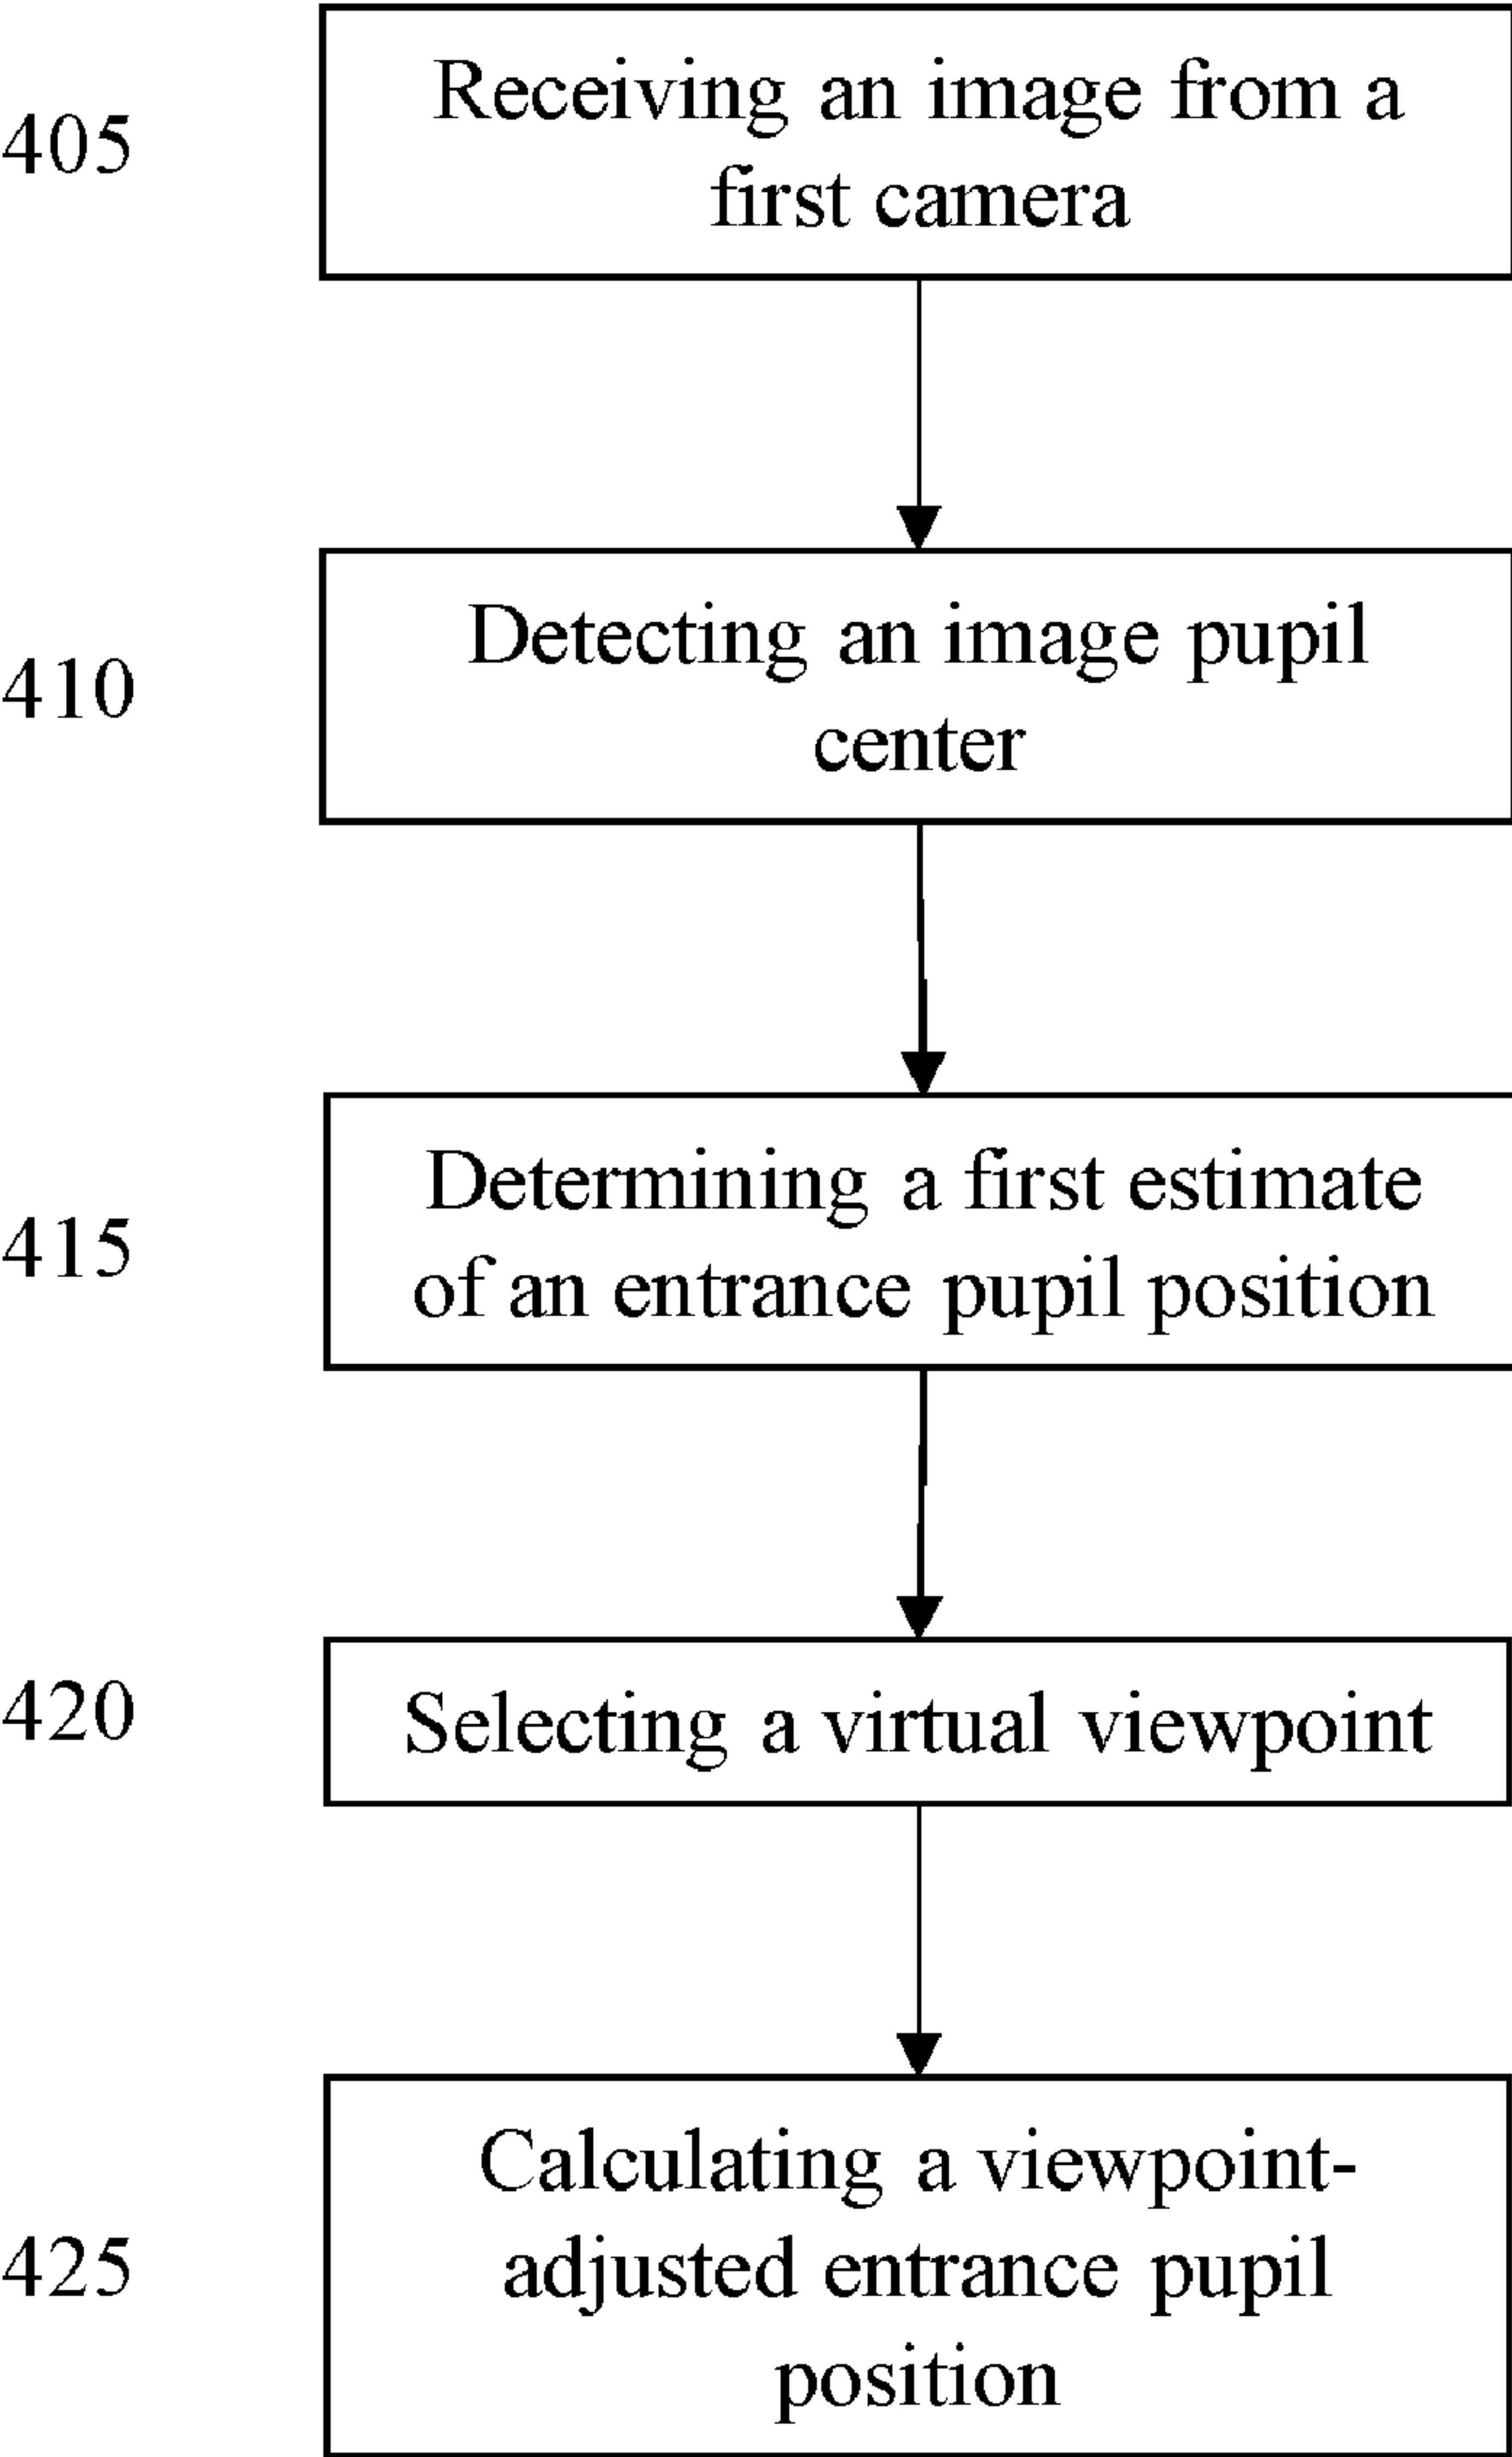 405
Receiving an image from a
first camera
410
Detecting an image pupil
center
415
Determining a first estimate
of an entrance pupil position
420
Selecting a virtual viewpoint
425
Calculating a viewpoint-
adjusted entrance pupil
position